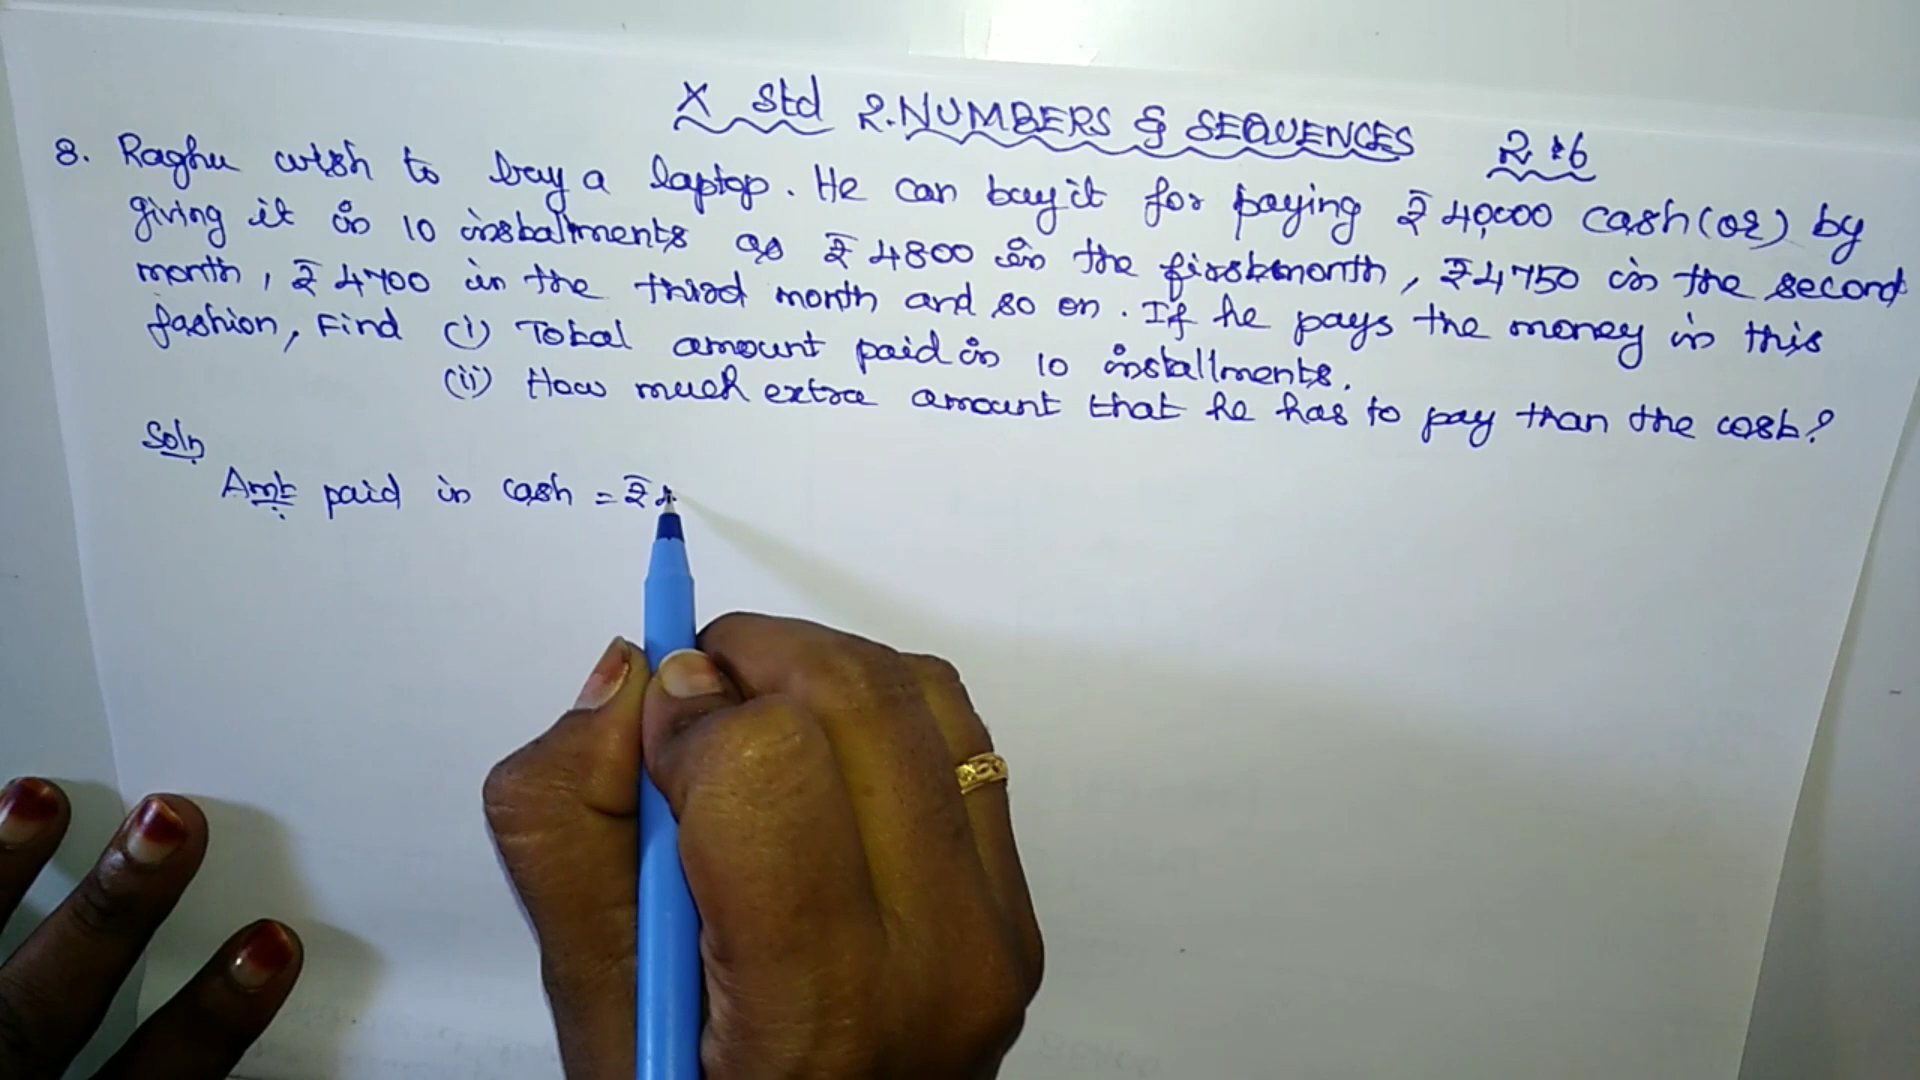 X Std 2.NUMBERS & SEQUENCES 2.6
8. Raghu wish to buy a laptop. He can buy it for paying ₹ 40,000 cash (or) by
giving it in 10 installments as ₹ 4800 in the first month, ₹ 4750 in the second
month, ₹ 4700 in the third month and so on. If he pays the money in this
fashion, Find (i) Total amount paid in 10 installments.
(ii) How much extra amount that he has to pay than the cost?
Soln
Amt paid in cash = ₹ 4